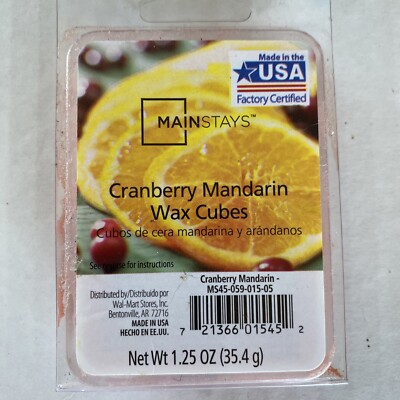 Made in the
USA
Factory Certified
MAINSTAYS™
Cranberry Mandarin
Wax Cubes
Cubos de cera mandarina y arándanos
See reverse for instructions
Cranberry Mandarin -
MS45-059-015-05
Distributed by/Distribuido por
Wal-Mart Stores, Inc.
Bentonville, AR 72716
MADE IN USA
HECHO EN EE.UU.
7 21366 01545 2
Net Wt 1.25 OZ (35.4 g)